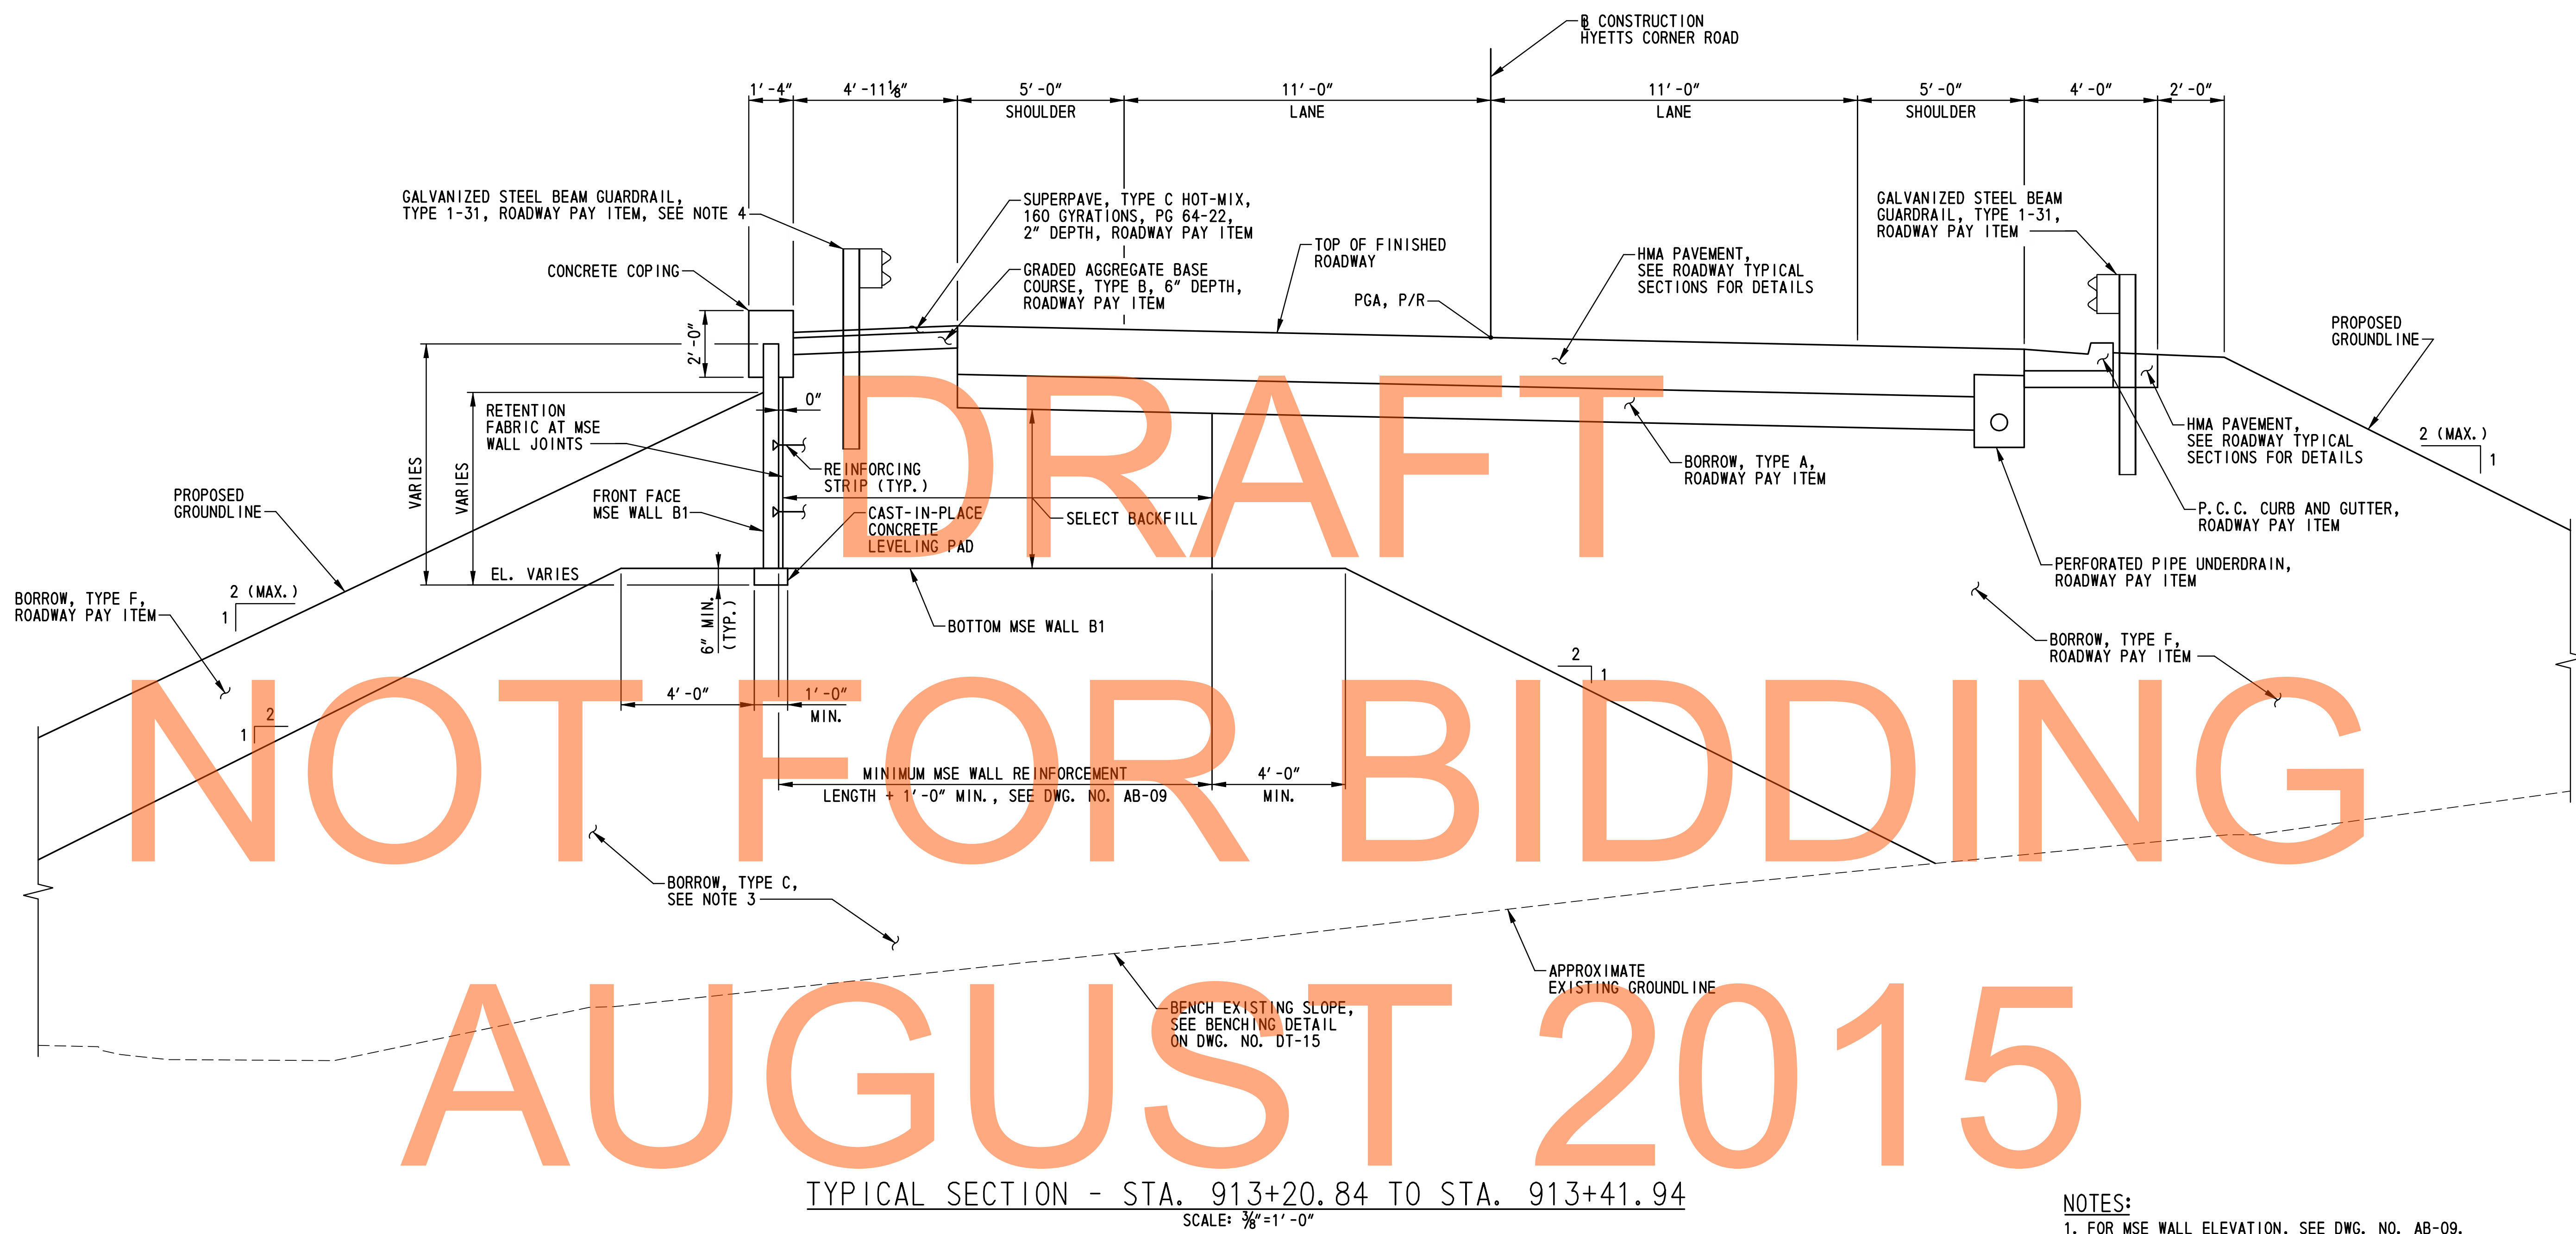 ℄ CONSTRUCTION
HYETTS CORNER ROAD
1'-4"
4'-11⅛"
5'-0"
SHOULDER
11'-0"
LANE
11'-0"
LANE
5'-0"
SHOULDER
4'-0"
2'-0"
GALVANIZED STEEL BEAM GUARDRAIL,
TYPE 1-31, ROADWAY PAY ITEM, SEE NOTE 4
SUPERPAVE, TYPE C HOT-MIX,
160 GYRATIONS, PG 64-22,
2" DEPTH, ROADWAY PAY ITEM
GRADED AGGREGATE BASE
COURSE, TYPE B, 6" DEPTH,
ROADWAY PAY ITEM
CONCRETE COPING
TOP OF FINISHED
ROADWAY
PGA, P/R
HMA PAVEMENT,
SEE ROADWAY TYPICAL
SECTIONS FOR DETAILS
GALVANIZED STEEL BEAM
GUARDRAIL, TYPE 1-31,
ROADWAY PAY ITEM
PROPOSED
GROUNDLINE
2'-0"
0"
VARIES
VARIES
RETENTION
FABRIC AT MSE
WALL JOINTS
REINFORCING
STRIP (TYP.)
FRONT FACE
MSE WALL B1
CAST-IN-PLACE
CONCRETE
LEVELING PAD
SELECT BACKFILL
BORROW, TYPE A,
ROADWAY PAY ITEM
HMA PAVEMENT,
SEE ROADWAY TYPICAL
SECTIONS FOR DETAILS
2 (MAX.)
1
P.C.C. CURB AND GUTTER,
ROADWAY PAY ITEM
PERFORATED PIPE UNDERDRAIN,
ROADWAY PAY ITEM
PROPOSED
GROUNDLINE
EL. VARIES
2 (MAX.)
1
BORROW, TYPE F,
ROADWAY PAY ITEM
6" MIN.
(TYP.)
BOTTOM MSE WALL B1
BORROW, TYPE F,
ROADWAY PAY ITEM
2
1
2
1
4'-0"
1'-0"
MIN.
MINIMUM MSE WALL REINFORCEMENT
LENGTH + 1'-0" MIN., SEE DWG. NO. AB-09
4'-0"
MIN.
BORROW, TYPE C,
SEE NOTE 3
APPROXIMATE
EXISTING GROUNDLINE
BENCH EXISTING SLOPE,
SEE BENCHING DETAIL
ON DWG. NO. DT-15
DRAFT
NOT FOR BIDDING
AUGUST 2015
TYPICAL SECTION - STA. 913+20.84 TO STA. 913+41.94
SCALE: ⅜"=1'-0"
NOTES:
1. FOR MSE WALL ELEVATION, SEE DWG. NO. AB-09.